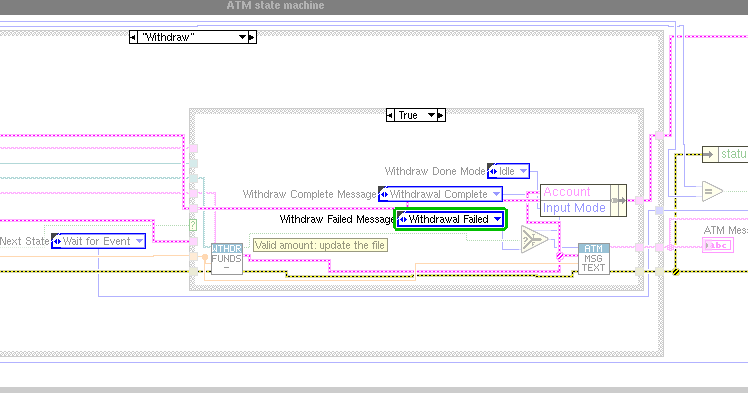 ATM state machine
"Withdraw"
True
Withdraw Done Mode
Idle
Withdraw Complete Message
Withdrawal Complete
Account
Input Mode
Withdraw Failed Message
Withdrawal Failed
statu
=
?
Next State
Wait for Event
Valid amount: update the file
WTHDR
FUNDS
–
?
T
F
ATM
MSG
TEXT
ATM Mess
abc